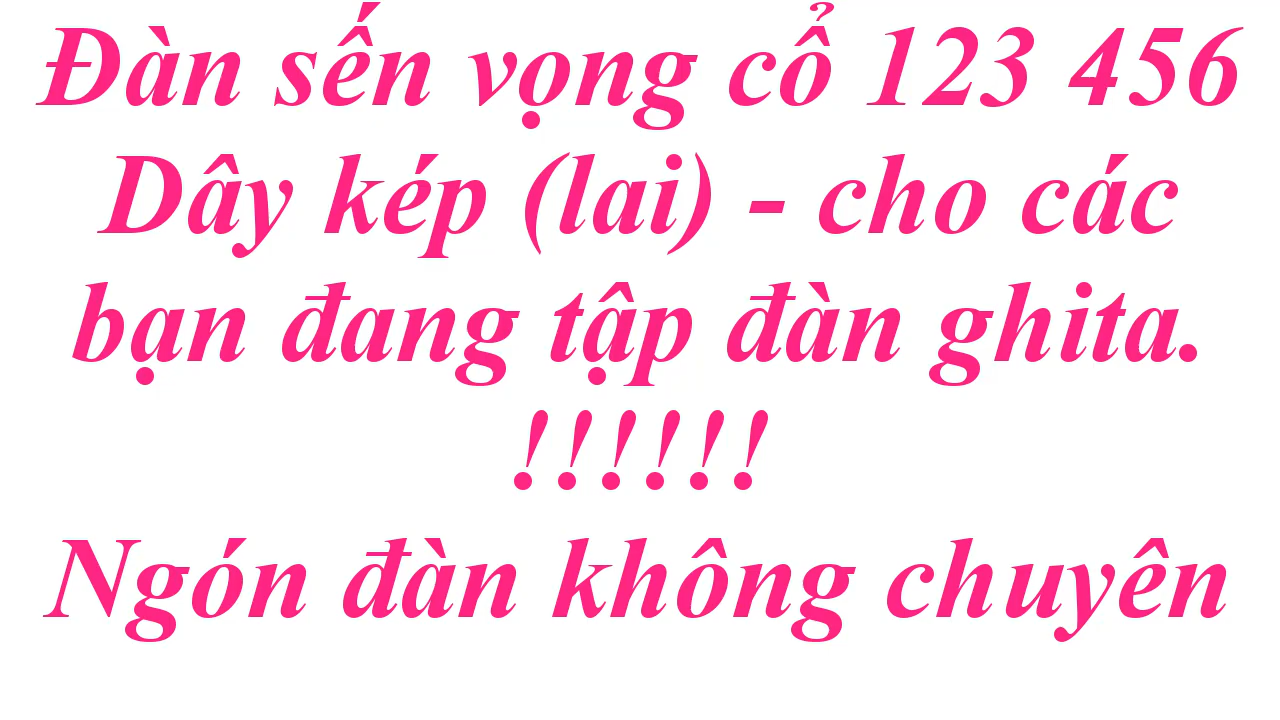 Đàn sến vọng cổ 123 456
Dây kép (lai) - cho các
bạn đang tập đàn ghita.
!!!!!!
Ngón đàn không chuyên